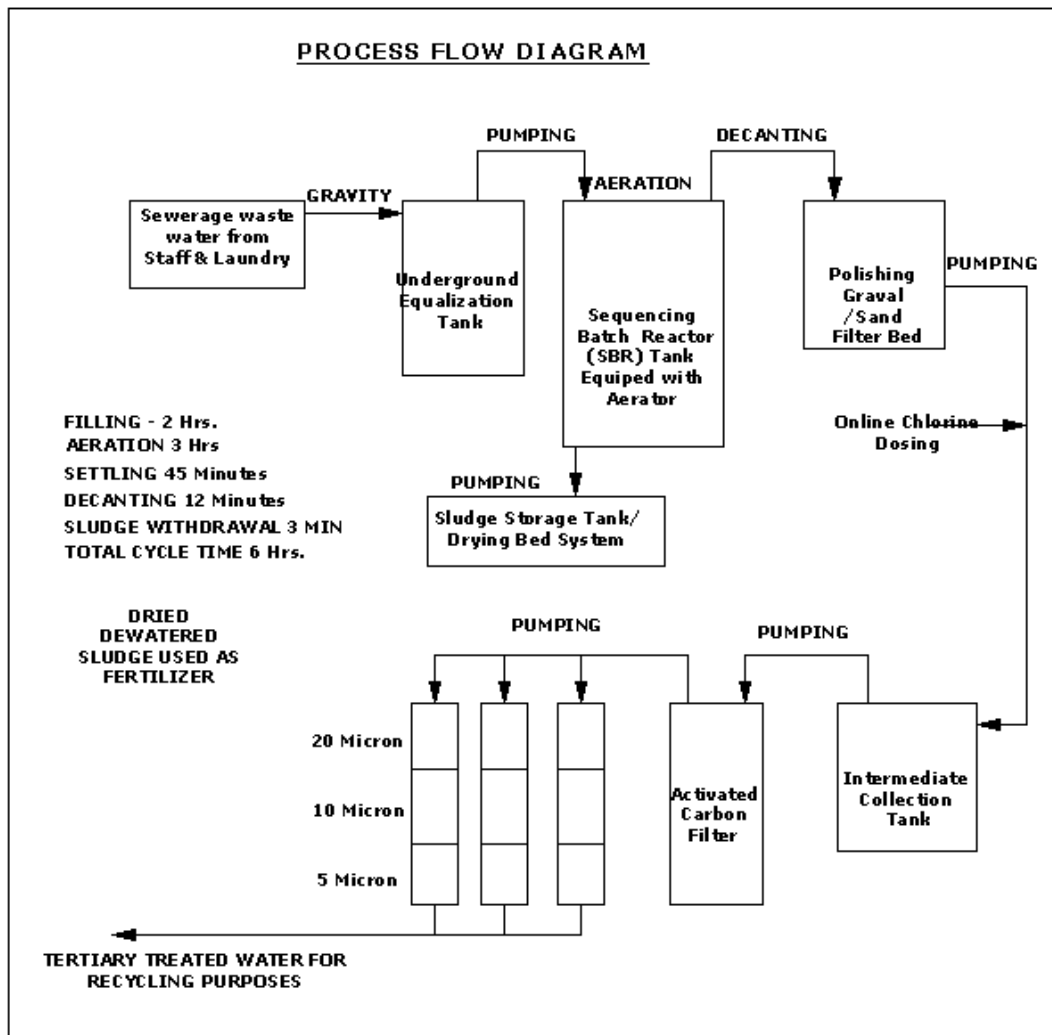 PROCESS FLOW DIAGRAM
PUMPING
DECANTING
GRAVITY
AERATION
Sewerage waste
water from
Staff & Laundry
Underground
Equalization
Tank
Sequencing
Batch Reactor
(SBR) Tank
Equiped with
Aerator
Polishing
Graval
/Sand
Filter Bed
PUMPING
Online Chlorine
Dosing
FILLING - 2 Hrs.
AERATION 3 Hrs
SETTLING 45 Minutes
DECANTING 12 Minutes
SLUDGE WITHDRAWAL 3 MIN
TOTAL CYCLE TIME 6 Hrs.
PUMPING
Sludge Storage Tank/
Drying Bed System
DRIED
DEWATERED
SLUDGE USED AS
FERTILIZER
PUMPING
PUMPING
20 Micron
10 Micron
5 Micron
Activated
Carbon
Filter
Intermediate
Collection
Tank
TERTIARY TREATED WATER FOR
RECYCLING PURPOSES